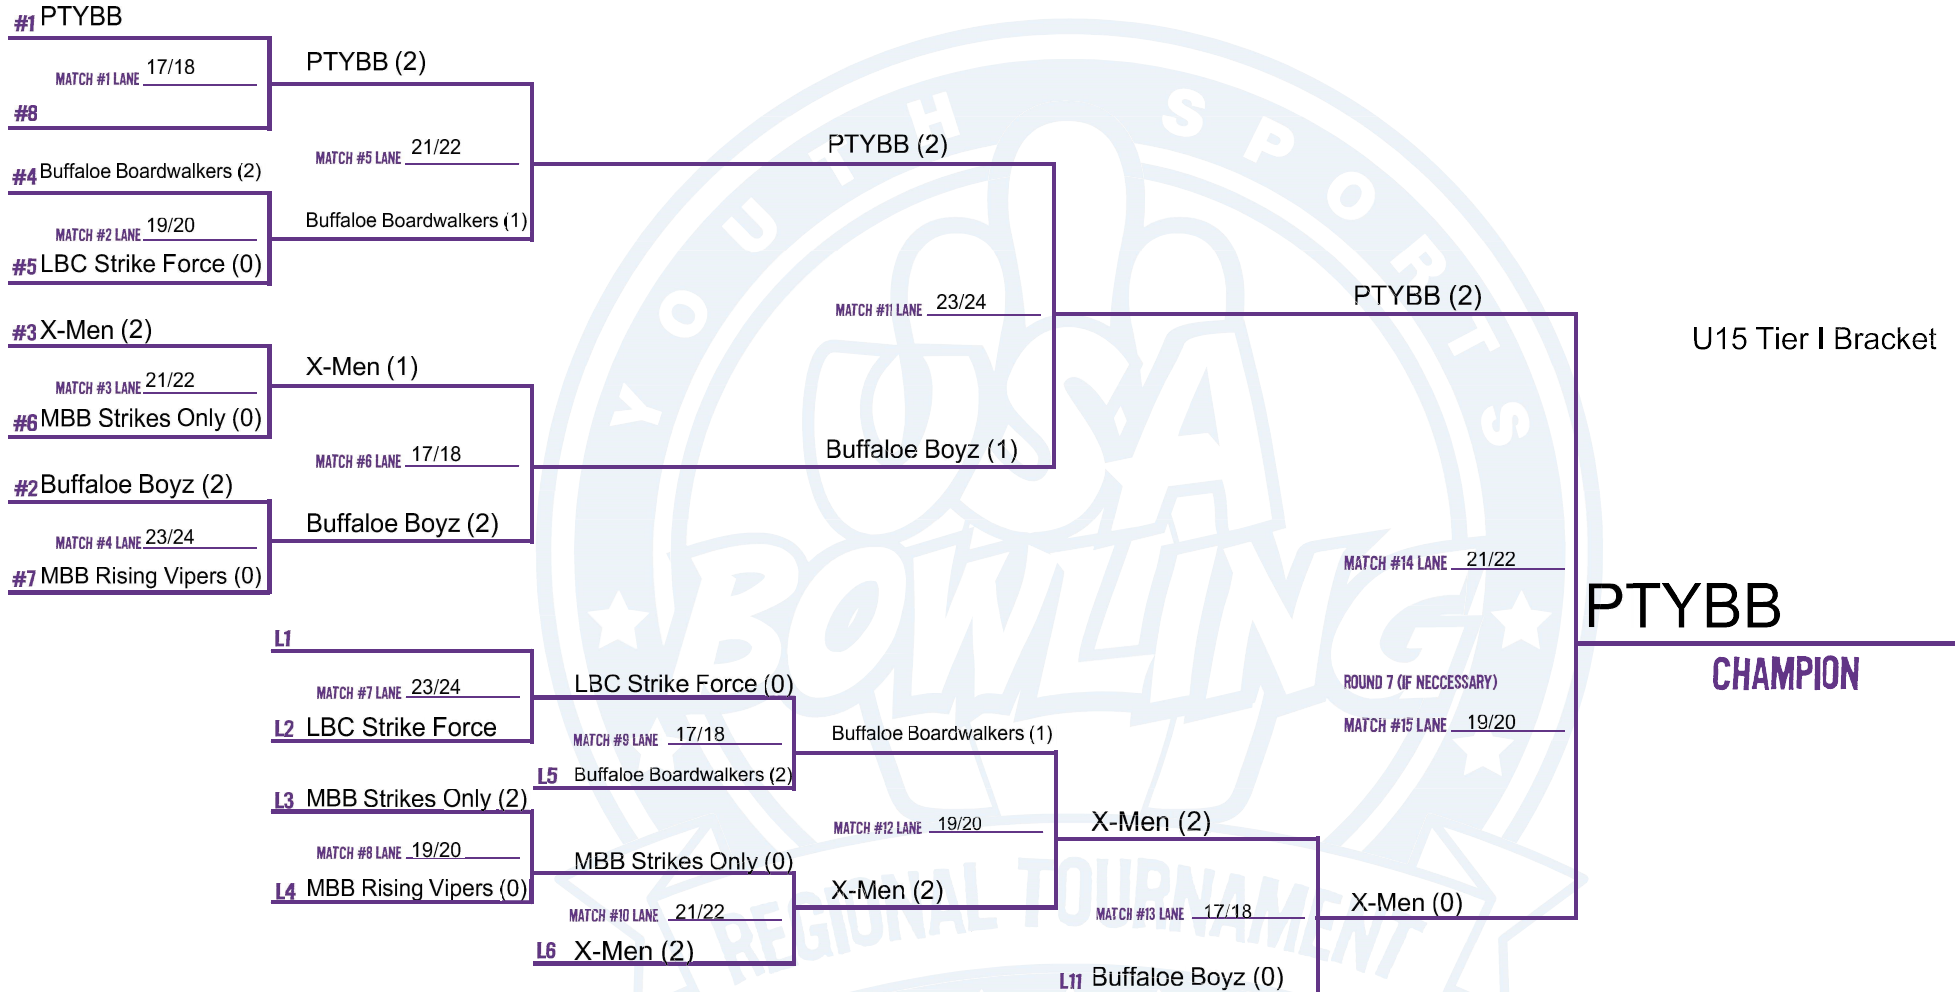 #1 PTYBB
MATCH #1 LANE 17/18
#8
PTYBB (2)
#4 Buffaloe Boardwalkers (2)
MATCH #2 LANE 19/20
#5 LBC Strike Force (0)
MATCH #5 LANE 21/22
Buffaloe Boardwalkers (1)
PTYBB (2)
#3 X-Men (2)
MATCH #3 LANE 21/22
#6 MBB Strikes Only (0)
X-Men (1)
#2 Buffaloe Boyz (2)
MATCH #4 LANE 23/24
#7 MBB Rising Vipers (0)
MATCH #6 LANE 17/18
Buffaloe Boyz (2)
MATCH #11 LANE 23/24
Buffaloe Boyz (1)
PTYBB (2)
U15 Tier I Bracket
MATCH #14 LANE 21/22
PTYBB
CHAMPION
ROUND 7 (IF NECCESSARY)
MATCH #15 LANE 19/20
L1
MATCH #7 LANE 23/24
L2 LBC Strike Force
LBC Strike Force (0)
MATCH #9 LANE 17/18
L5 Buffaloe Boardwalkers (2)
Buffaloe Boardwalkers (1)
L3 MBB Strikes Only (2)
MATCH #8 LANE 19/20
L4 MBB Rising Vipers (0)
MBB Strikes Only (0)
MATCH #10 LANE 21/22
L6 X-Men (2)
MATCH #12 LANE 19/20
X-Men (2)
X-Men (2)
MATCH #13 LANE 17/18
L11 Buffaloe Boyz (0)
X-Men (0)
YOUTH SPORTS
USA
BOWLING
REGIONAL TOURNAMENT